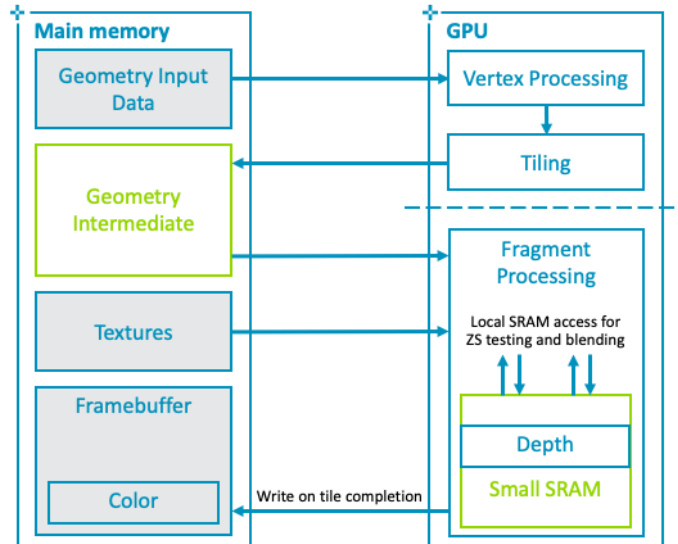 Main memory
Geometry Input
Data
Geometry
Intermediate
Textures
Framebuffer
Color
Write on tile completion
GPU
Vertex Processing
Tiling
Fragment
Processing
Local SRAM access for
ZS testing and blending
Depth
Small SRAM